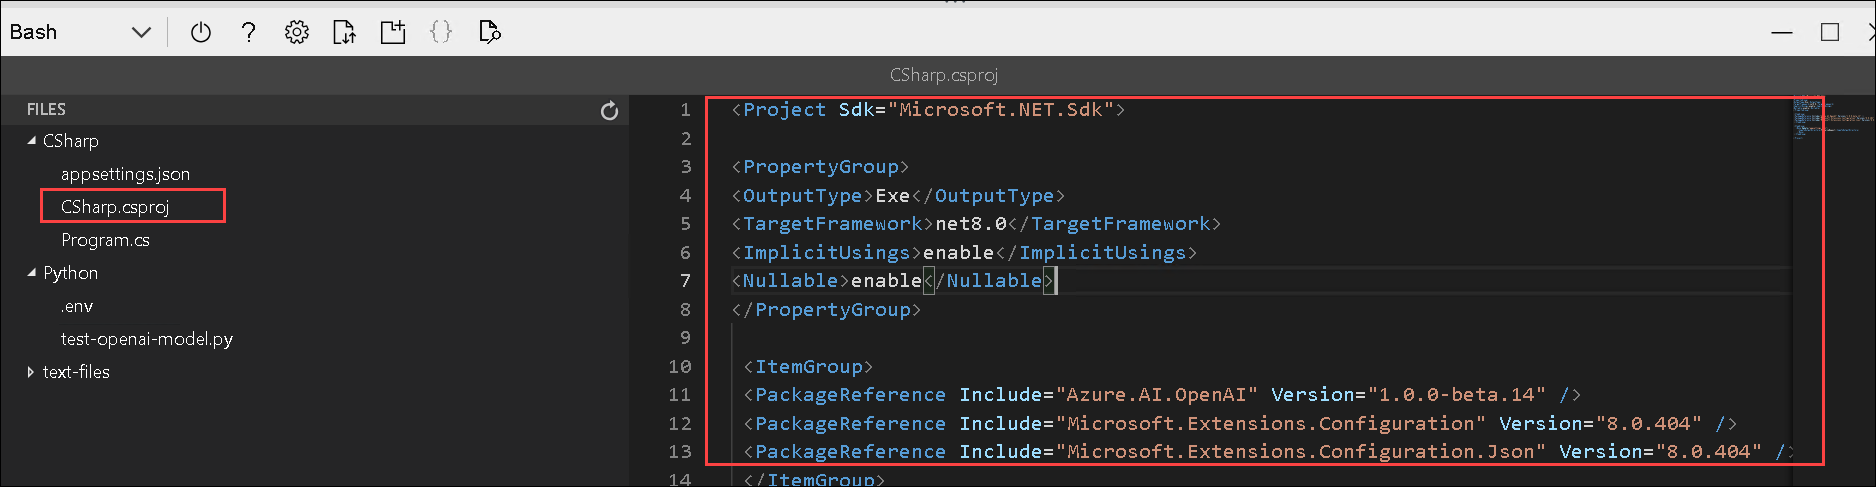 Bash
CSharp.csproj
FILES
CSharp
appsettings.json
CSharp.csproj
Program.cs
Python
.env
test-openai-model.py
text-files
1 <Project Sdk="Microsoft.NET.Sdk">
2
3 <PropertyGroup>
4 <OutputType>Exe</OutputType>
5 <TargetFramework>net8.0</TargetFramework>
6 <ImplicitUsings>enable</ImplicitUsings>
7 <Nullable>enable</Nullable>
8 </PropertyGroup>
9
10 <ItemGroup>
11 <PackageReference Include="Azure.AI.OpenAI" Version="1.0.0-beta.14" />
12 <PackageReference Include="Microsoft.Extensions.Configuration" Version="8.0.404" />
13 <PackageReference Include="Microsoft.Extensions.Configuration.Json" Version="8.0.404" />
14 </ItemGroup>